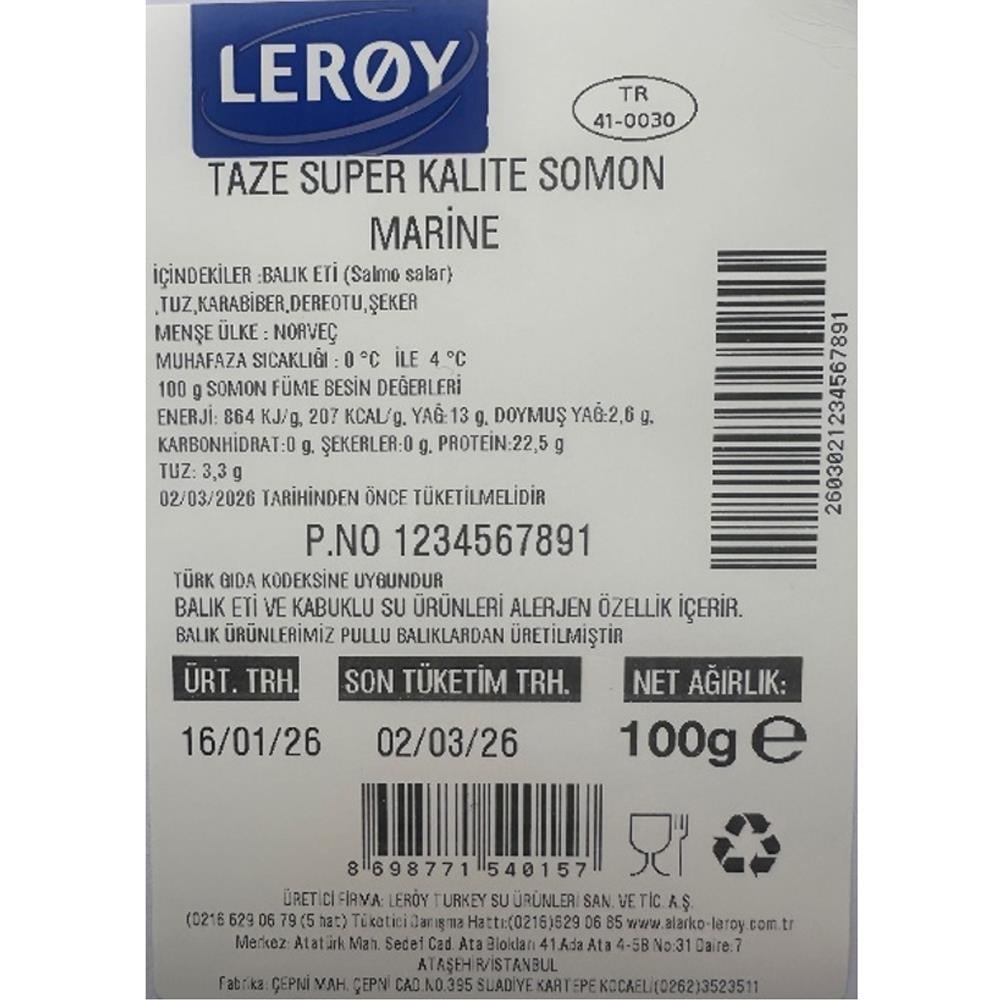 LERØY
TR
41-0030
TAZE SUPER KALİTE SOMON
MARİNE
İÇİNDEKİLER :BALIK ETİ (Salmo salar)
,TUZ,KARABİBER,DEREOTU,ŞEKER
MENŞE ÜLKE : NORVEÇ
MUHAFAZA SICAKLIĞI : 0 °C İLE 4 °C
100 g SOMON FÜME BESİN DEĞERLERİ
ENERJİ: 864 KJ/g, 207 KCAL/g, YAĞ:13 g, DOYMUŞ YAĞ:2,6 g,
KARBONHİDRAT:0 g, ŞEKERLER:0 g, PROTEİN:22,5 g
TUZ: 3,3 g
02/03/2026 TARİHİNDEN ÖNCE TÜKETİLMELİDİR
P.NO 1234567891
2603021234567891
TÜRK GIDA KODEKSİNE UYGUNDUR
BALIK ETİ VE KABUKLU SU ÜRÜNLERİ ALERJEN ÖZELLİK İÇERİR.
BALIK ÜRÜNLERİMİZ PULLU BALIKLARDAN ÜRETİLMİŞTİR
ÜRT. TRH. SON TÜKETİM TRH. NET AĞIRLIK:
16/01/26 02/03/26 100g e
8 698771 540157
ÜRETİCİ FİRMA: LERÖY TURKEY SU ÜRÜNLERİ SAN. VE TİC. A.Ş.
(0216 629 06 79 (5 hat) Tüketici Danışma Hattı:(0216)629 06 85 www.alarko-leroy.com.tr
Merkez: Atatürk Mah. Sedef Cad. Ata Blokları 41.Ada Ata 4-5B No:31 Daire:7
ATAŞEHİR/İSTANBUL
Fabrika: ÇEPNİ MAH. ÇEPNİ CAD.NO.395 SUADİYE KARTEPE KOCAELİ(0262)3523511